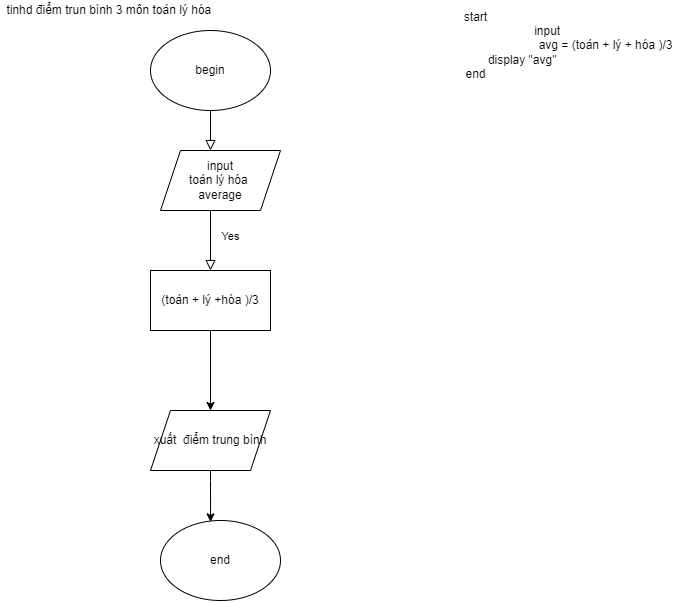 tinhd điểm trun bình 3 môn toán lý hóa
start
input
avg = (toán + lý + hóa )/3
display "avg"
end
begin
input
toán lý hóa
average
Yes
(toán + lý +hóa )/3
xuất điểm trung bình
end